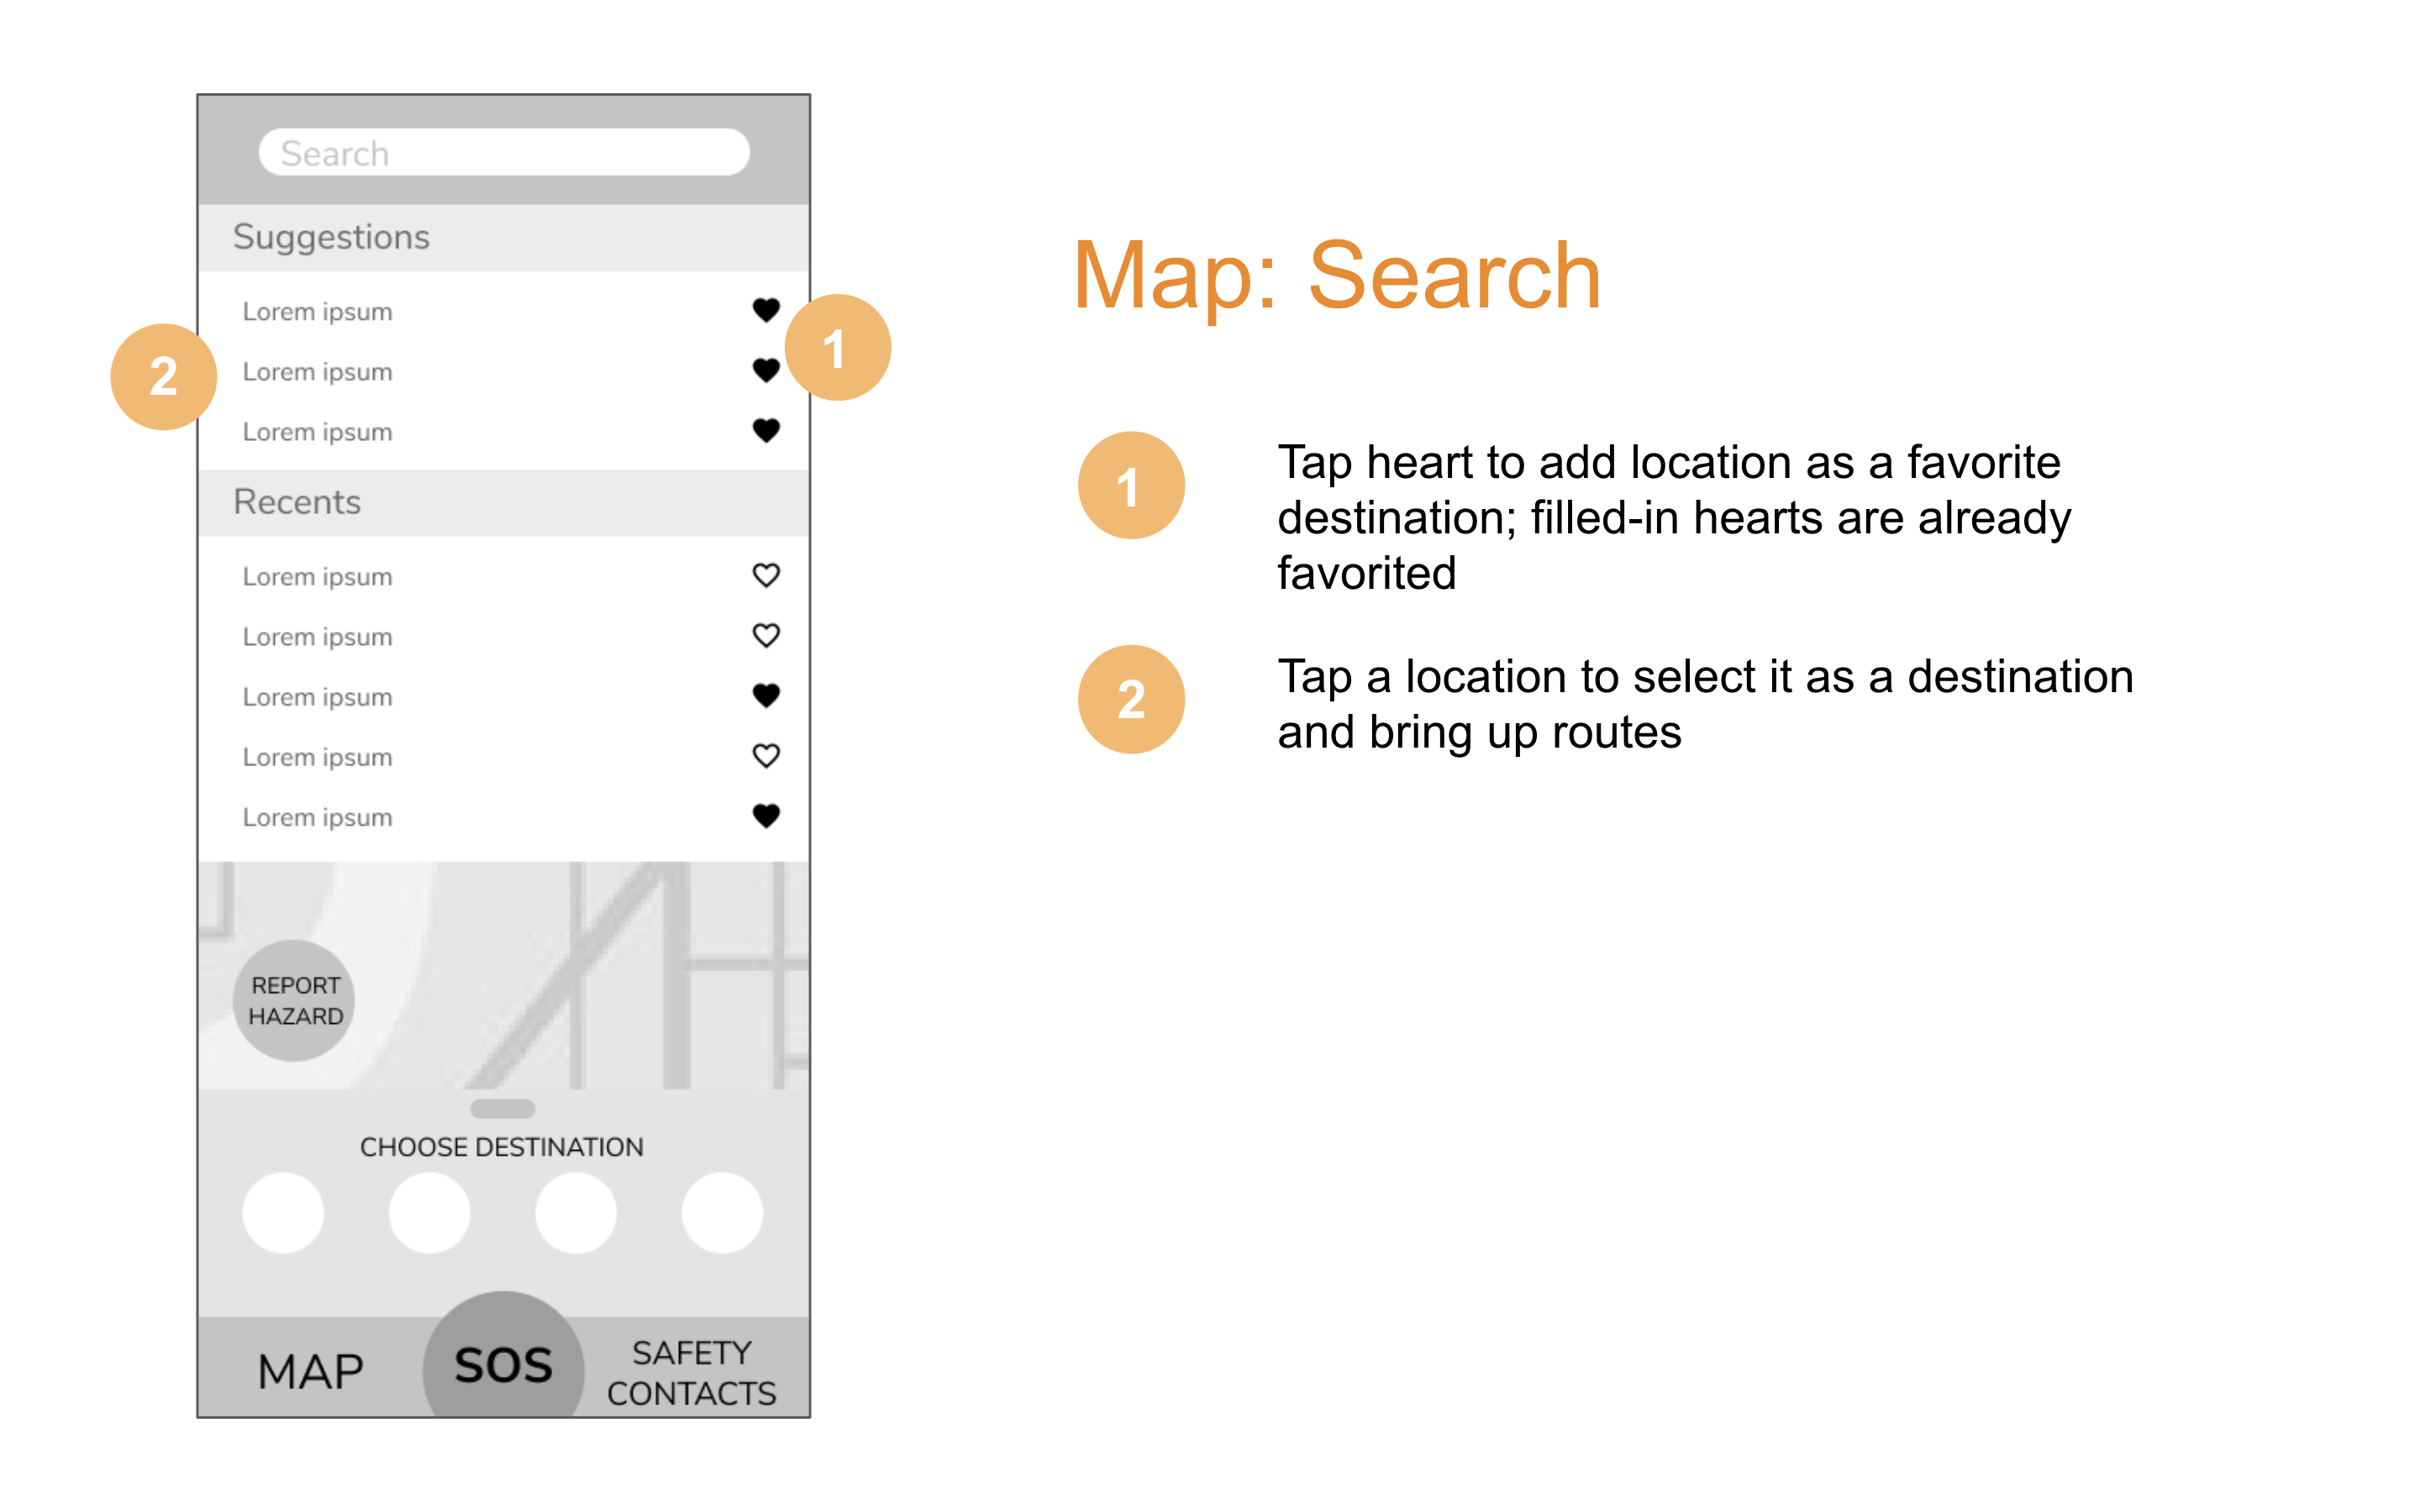 Search
Suggestions
Lorem ipsum
Lorem ipsum
Lorem ipsum
Recents
Lorem ipsum
Lorem ipsum
Lorem ipsum
Lorem ipsum
Lorem ipsum
REPORT
HAZARD
CHOOSE DESTINATION
MAP
SOS
SAFETY
CONTACTS
2
1
Map: Search
1
Tap heart to add location as a favorite
destination; filled-in hearts are already
favorited
2
Tap a location to select it as a destination
and bring up routes